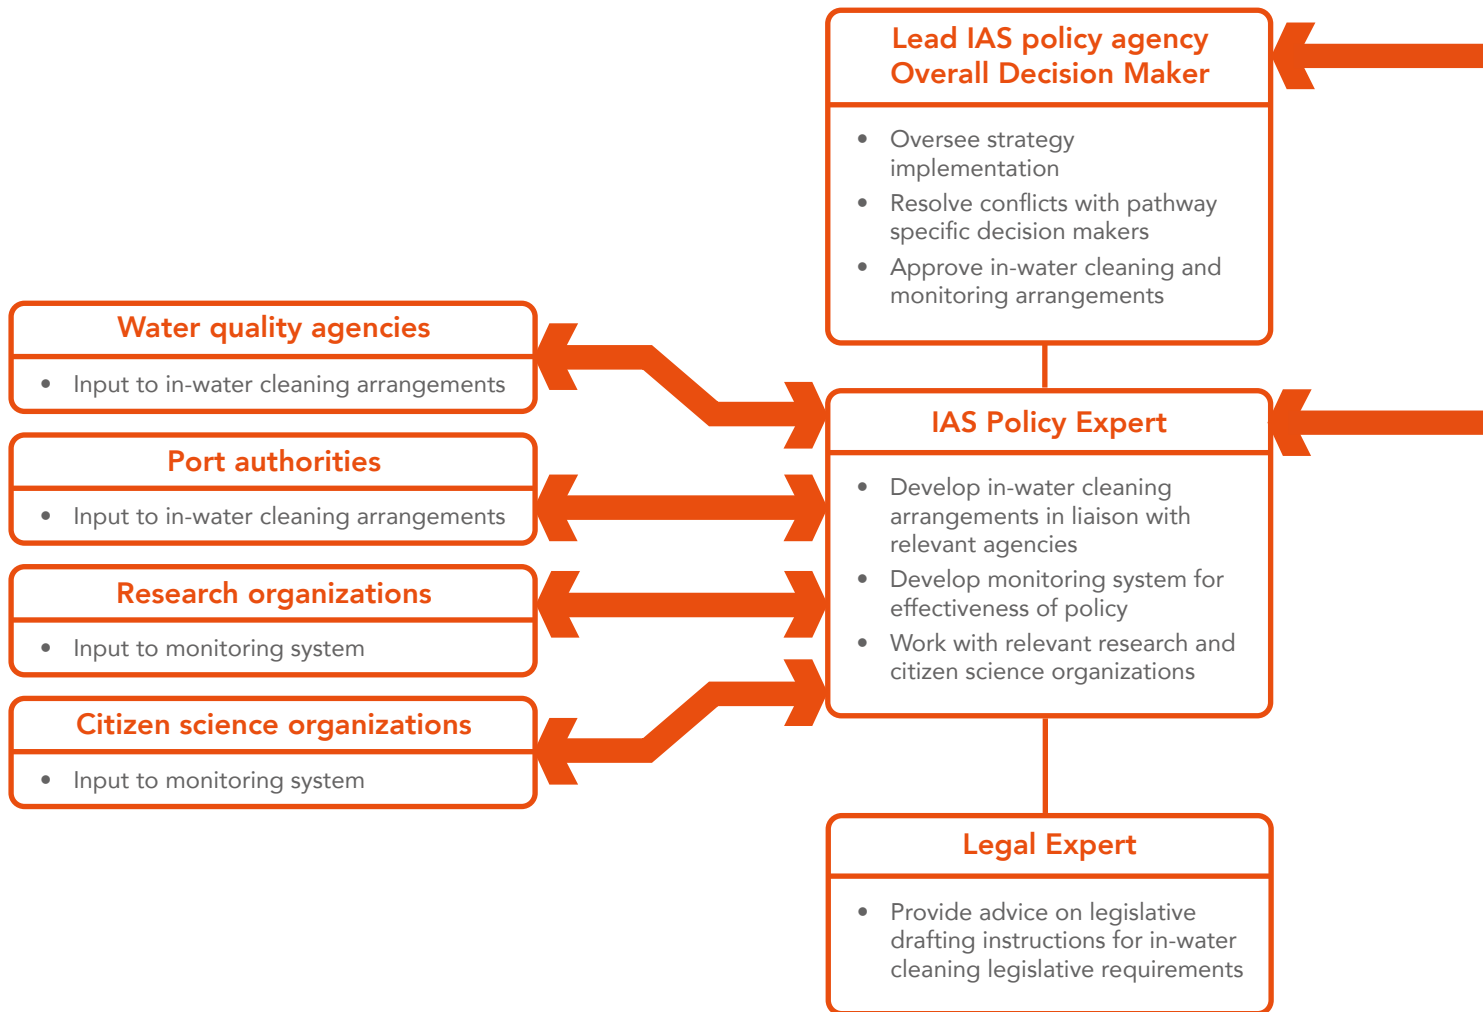 Lead IAS policy agency
Overall Decision Maker
• Oversee strategy
implementation
• Resolve conflicts with pathway
specific decision makers
• Approve in-water cleaning and
monitoring arrangements
Water quality agencies
• Input to in-water cleaning arrangements
Port authorities
• Input to in-water cleaning arrangements
Research organizations
• Input to monitoring system
Citizen science organizations
• Input to monitoring system
IAS Policy Expert
• Develop in-water cleaning
arrangements in liaison with
relevant agencies
• Develop monitoring system for
effectiveness of policy
• Work with relevant research and
citizen science organizations
Legal Expert
• Provide advice on legislative
drafting instructions for in-water
cleaning legislative requirements